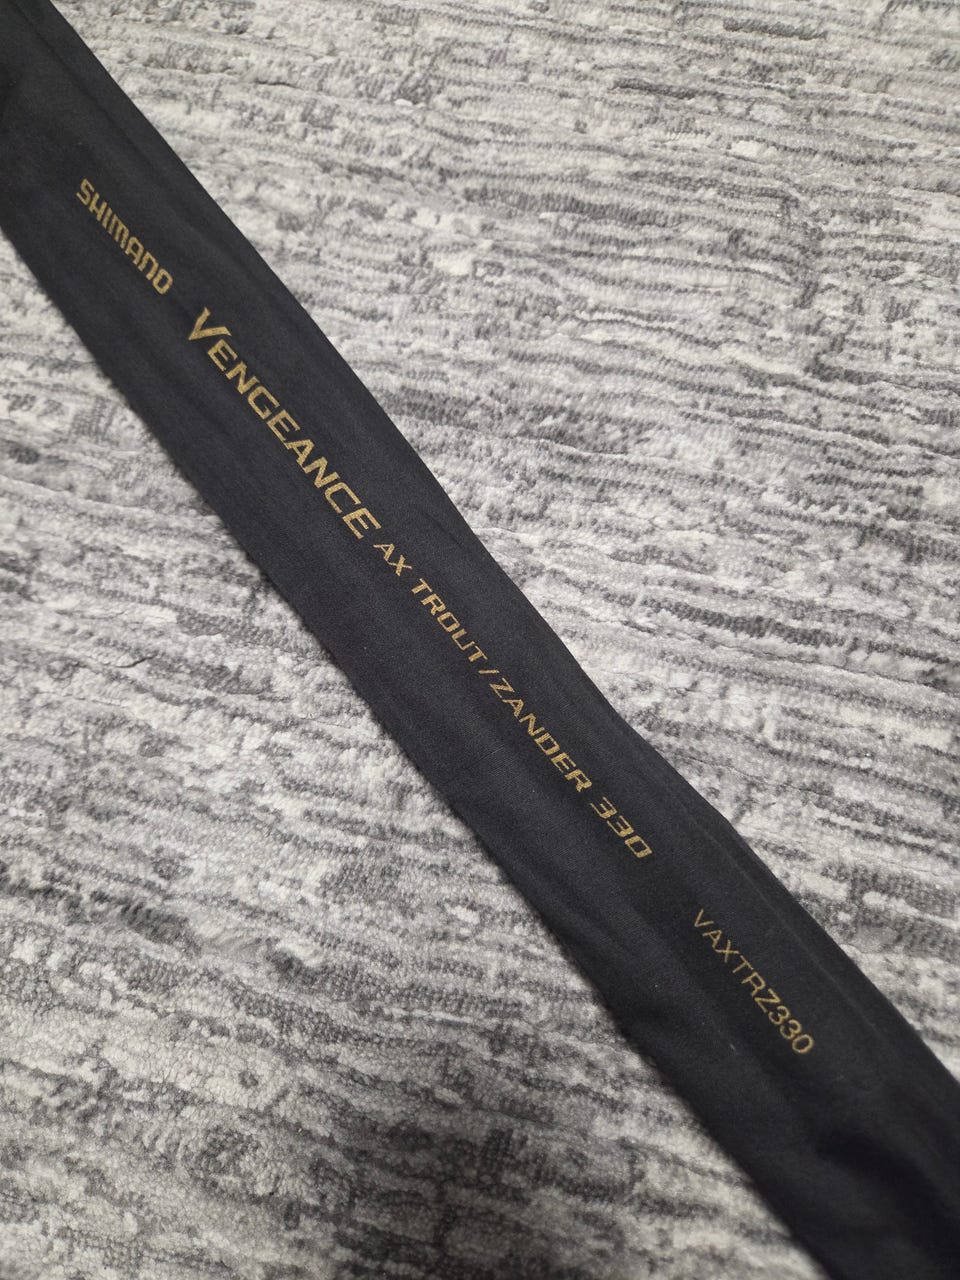 SHIMANO VENGEANCE AX TROUT/ZANDER 330 VAXTRZ330